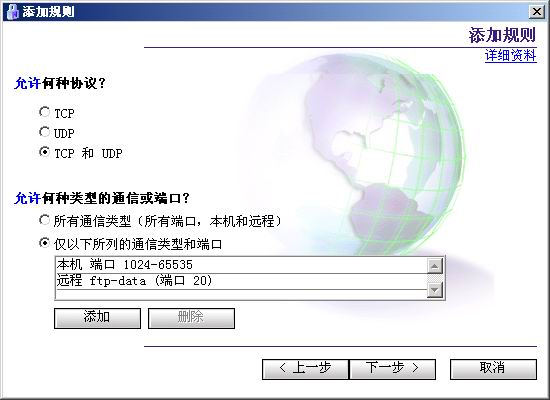 添加规则
添加规则
详细资料
允许何种协议?
TCP
UDP
TCP 和 UDP
允许何种类型的通信或端口?
所有通信类型（所有端口，本机和远程）
仅以下所列的通信类型和端口
本机 端口 1024-65535
远程 ftp-data (端口 20)
添加 删除
< 上一步 下一步 > 取消